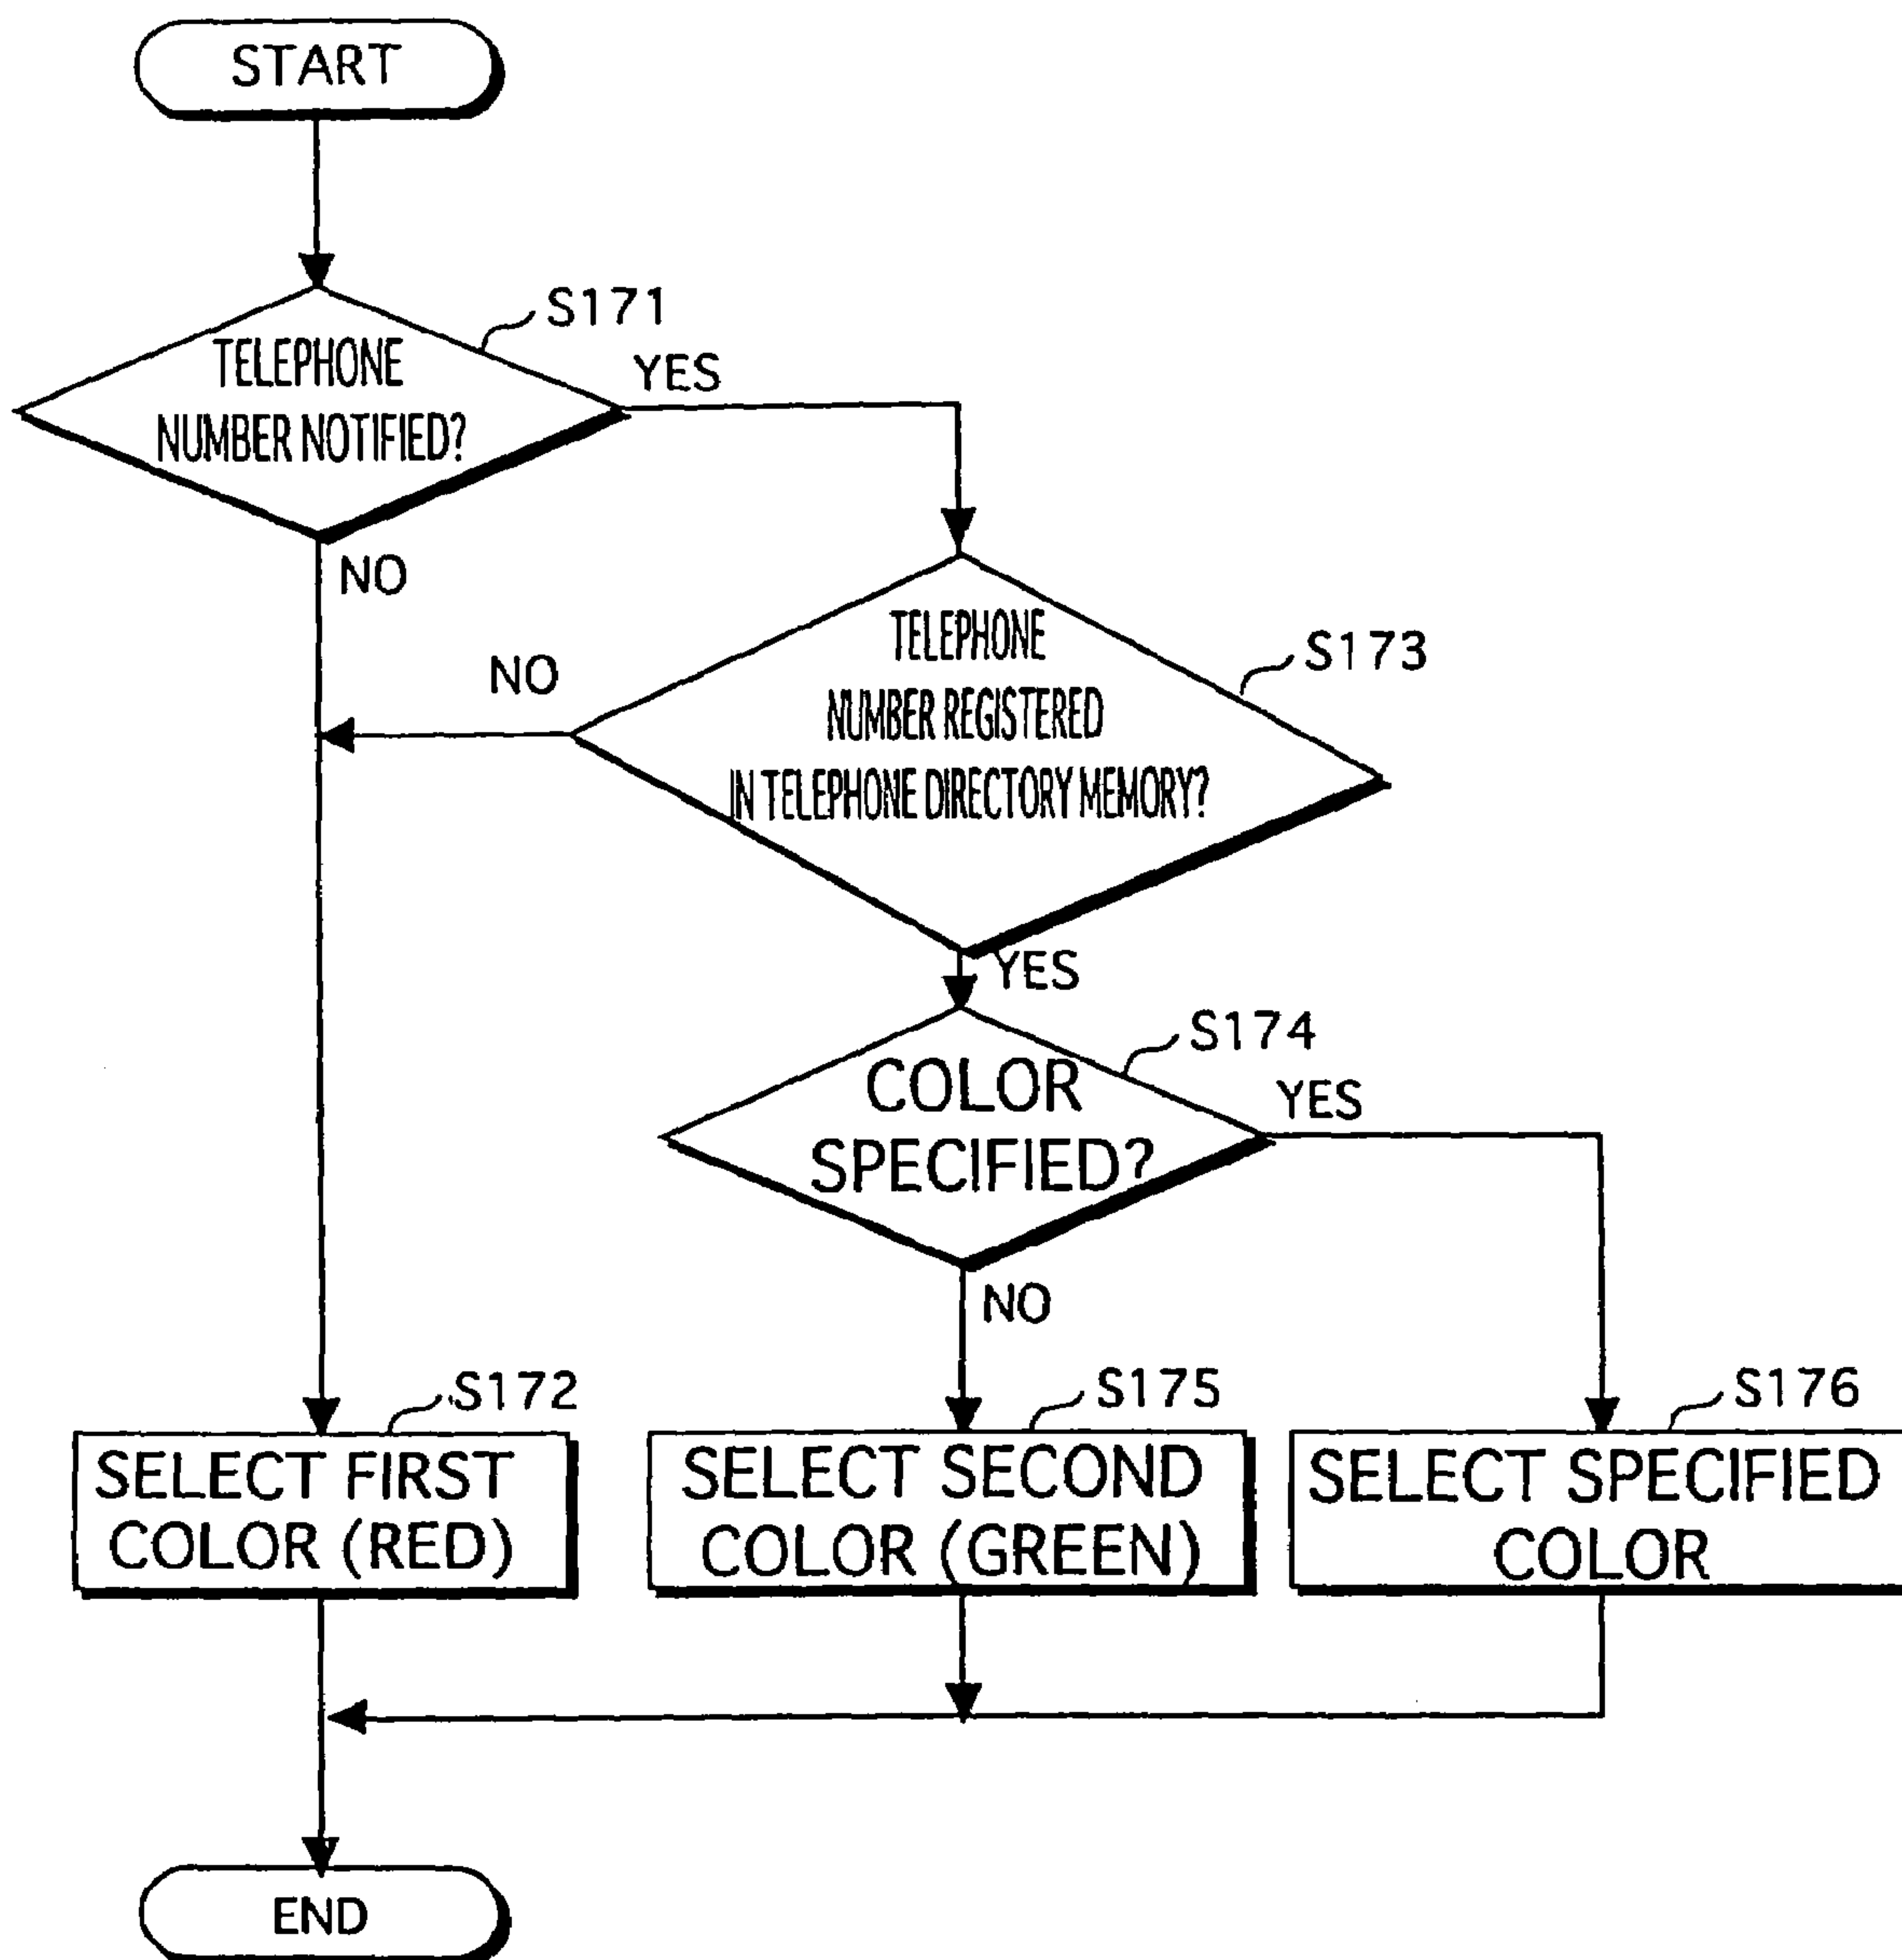 START
S171
TELEPHONE
NUMBER NOTIFIED?
YES
NO
TELEPHONE
NUMBER REGISTERED
IN TELEPHONE DIRECTORY MEMORY?
S173
NO
YES
S174
COLOR
SPECIFIED?
YES
NO
S172
SELECT FIRST
COLOR (RED)
S175
SELECT SECOND
COLOR (GREEN)
S176
SELECT SPECIFIED
COLOR
END